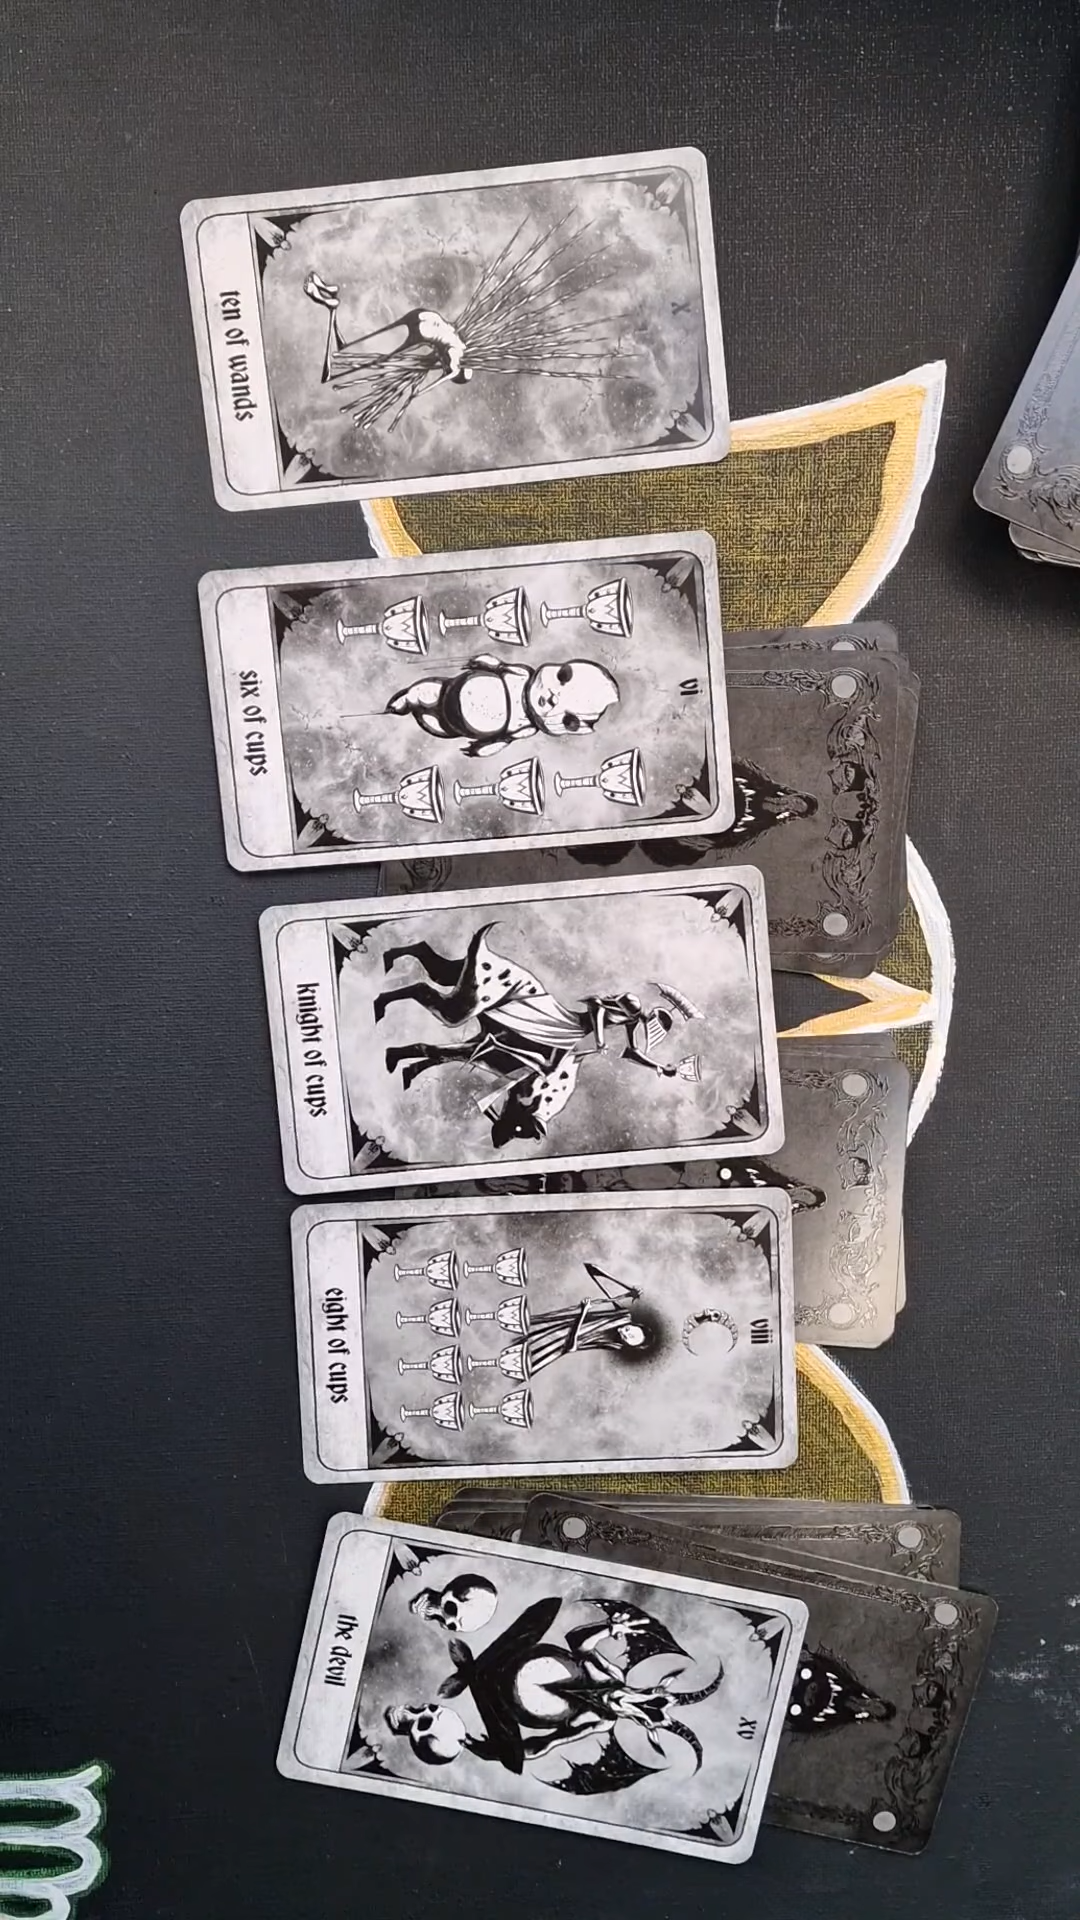 X
ten of wands
vi
six of cups
knight of cups
viii
eight of cups
xv
the devil